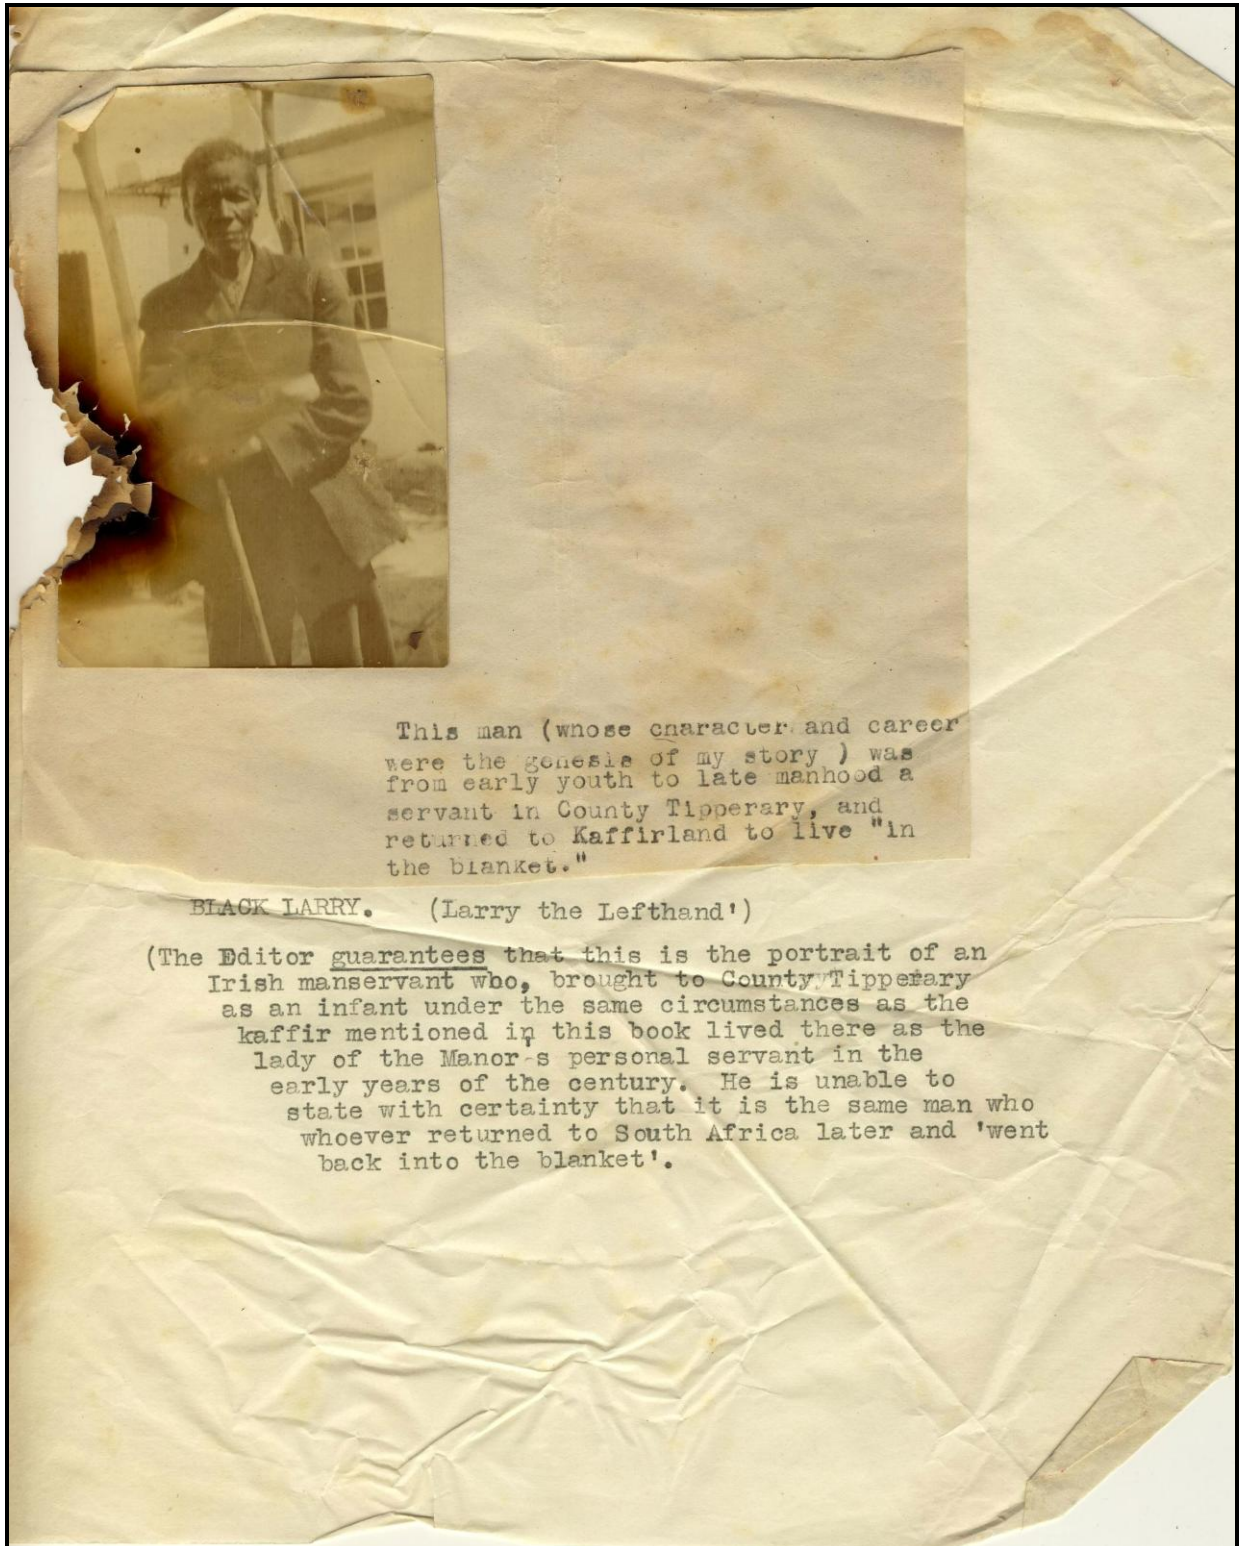 This man (whose character and career
were the genesis of my story ) was
from early youth to late manhood a
servant in County Tipperary, and
returned to Kaffirland to live "in
the blanket."
BLACK LARRY. (Larry the Lefthand')
(The Editor guarantees that this is the portrait of an
Irish manservant who, brought to County Tipperary
as an infant under the same circumstances as the
kaffir mentioned in this book lived there as the
lady of the Manor-s personal servant in the
early years of the century. He is unable to
state with certainty that it is the same man who
whoever returned to South Africa later and 'went
back into the blanket'.